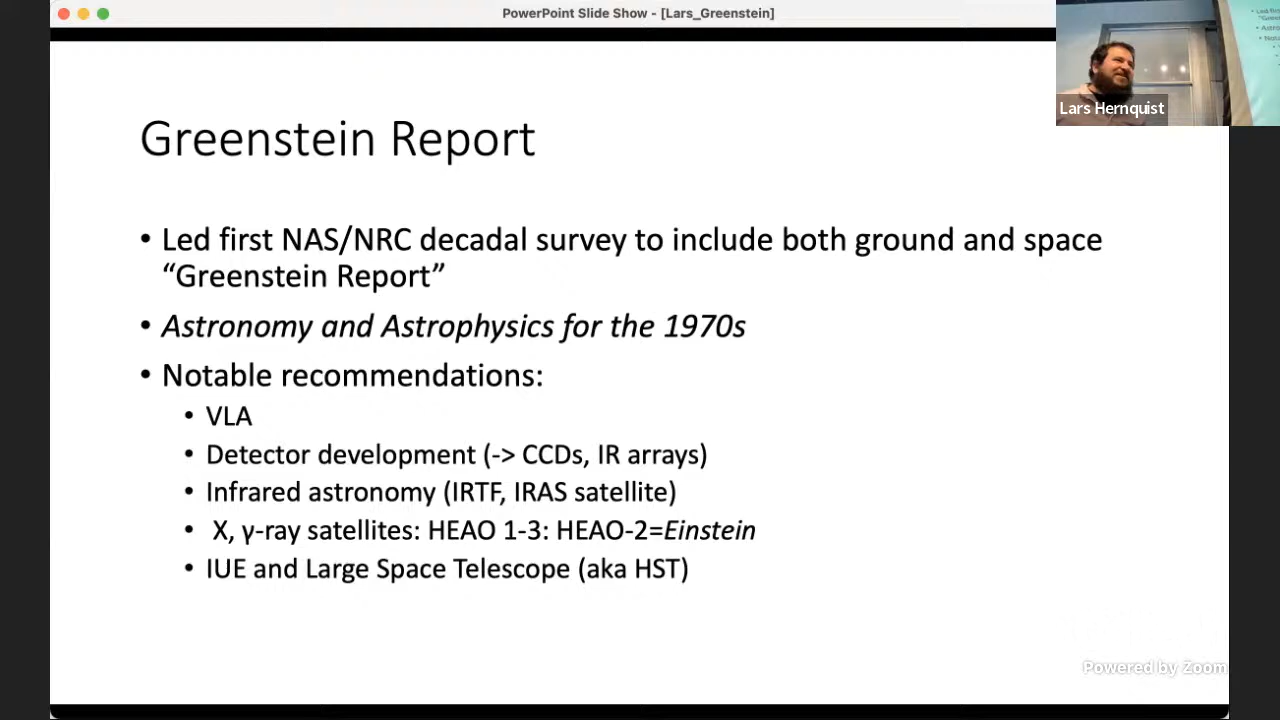 PowerPoint Slide Show - [Lars_Greenstein]
Lars Hernquist
Greenstein Report
• Led first NAS/NRC decadal survey to include both ground and space
“Greenstein Report”
• Astronomy and Astrophysics for the 1970s
• Notable recommendations:
• VLA
• Detector development (-> CCDs, IR arrays)
• Infrared astronomy (IRTF, IRAS satellite)
• X, γ-ray satellites: HEAO 1-3: HEAO-2=Einstein
• IUE and Large Space Telescope (aka HST)
Powered by Zoom